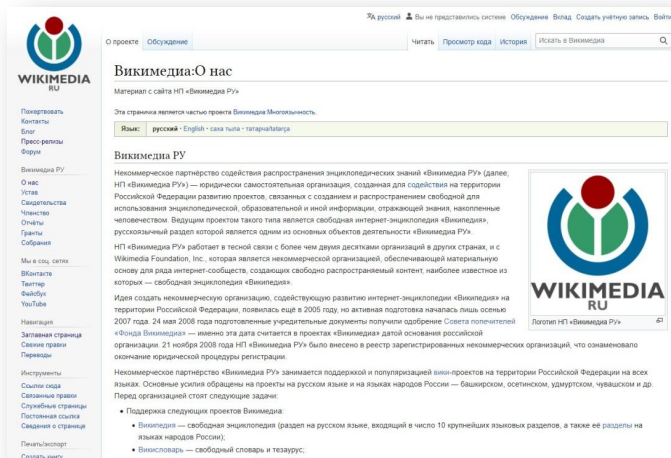 русский Вы не представились системе Обсуждение Вклад Создать учётную запись Войти
О проекте Обсуждение Читать Просмотр кода История Искать в Викимедиа
WIKIMEDIA
RU
Пожертвовать
Контакты
Блог
Пресс-релизы
Форум
Викимедиа РУ
О нас
Устав
Свидетельства
Членство
Отчёты
Гранты
Собрания
Мы в соц. сетях
ВКонтакте
Твиттер
Фейсбук
YouTube
Навигация
Заглавная страница
Свежие правки
Переводы
Инструменты
Ссылки сюда
Связанные правки
Служебные страницы
Постоянная ссылка
Сведения о странице
Печать/экспорт
Создать книгу
Викимедиа:О нас
Материал с сайта НП «Викимедиа РУ»
Эта страничка является частью проекта Викимедиа:Многоязычность.
Язык: русский · English · саха тыла · татарча/tatarça
Викимедиа РУ
Некоммерческое партнёрство содействия распространения энциклопедических знаний «Викимедиа РУ» (далее,
НП «Викимедиа РУ») — юридически самостоятельная организация, созданная для содействия на территории
Российской Федерации развитию проектов, связанных с созданием и распространением свободной для
использования энциклопедической, образовательной и иной информации, отражающей знания, накопленные
человечеством. Ведущим проектом такого типа является свободная интернет-энциклопедия «Википедия»,
русскоязычный раздел которой является одним из основных объектов деятельности «Викимедиа РУ».
НП «Викимедиа РУ» работает в тесной связи с более чем двумя десятками организаций в других странах, и с
Wikimedia Foundation, Inc., которая является некоммерческой организацией, обеспечивающей материальную
основу для ряда интернет-сообществ, создающих свободно распространяемый контент, наиболее известное из
которых — свободная энциклопедия «Википедия».
Идея создать некоммерческую организацию, содействующую развитию интернет-энциклопедии «Википедия» на
территории Российской Федерации, появилась ещё в 2005 году, но активная подготовка началась лишь осенью
2007 года. 24 мая 2008 года подготовленные учредительные документы получили одобрение Совета попечителей
«Фонда Викимедиа» — именно эта дата считается в проектах «Викимедиа» датой основания российской
организации. 21 ноября 2008 года НП «Викимедиа РУ» было внесено в реестр зарегистрированных некоммерческих организаций, что ознаменовало
окончание юридической процедуры регистрации.
WIKIMEDIA
RU
Логотип НП «Викимедиа РУ»
Некоммерческое партнёрство «Викимедиа РУ» занимается поддержкой и популяризацией вики-проектов на территории Российской Федерации на всех
языках. Основные усилия обращены на проекты на русском языке и на языках народов России — башкирском, осетинском, удмуртском, чувашском и др.
Перед организацией стоят следующие задачи:
• Поддержка следующих проектов Викимедиа:
• Википедия — свободная энциклопедия (раздел на русском языке, входящий в число 10 крупнейших языковых разделов, а также её разделы на
языках народов России);
• Викисловарь — свободный словарь и тезаурус;